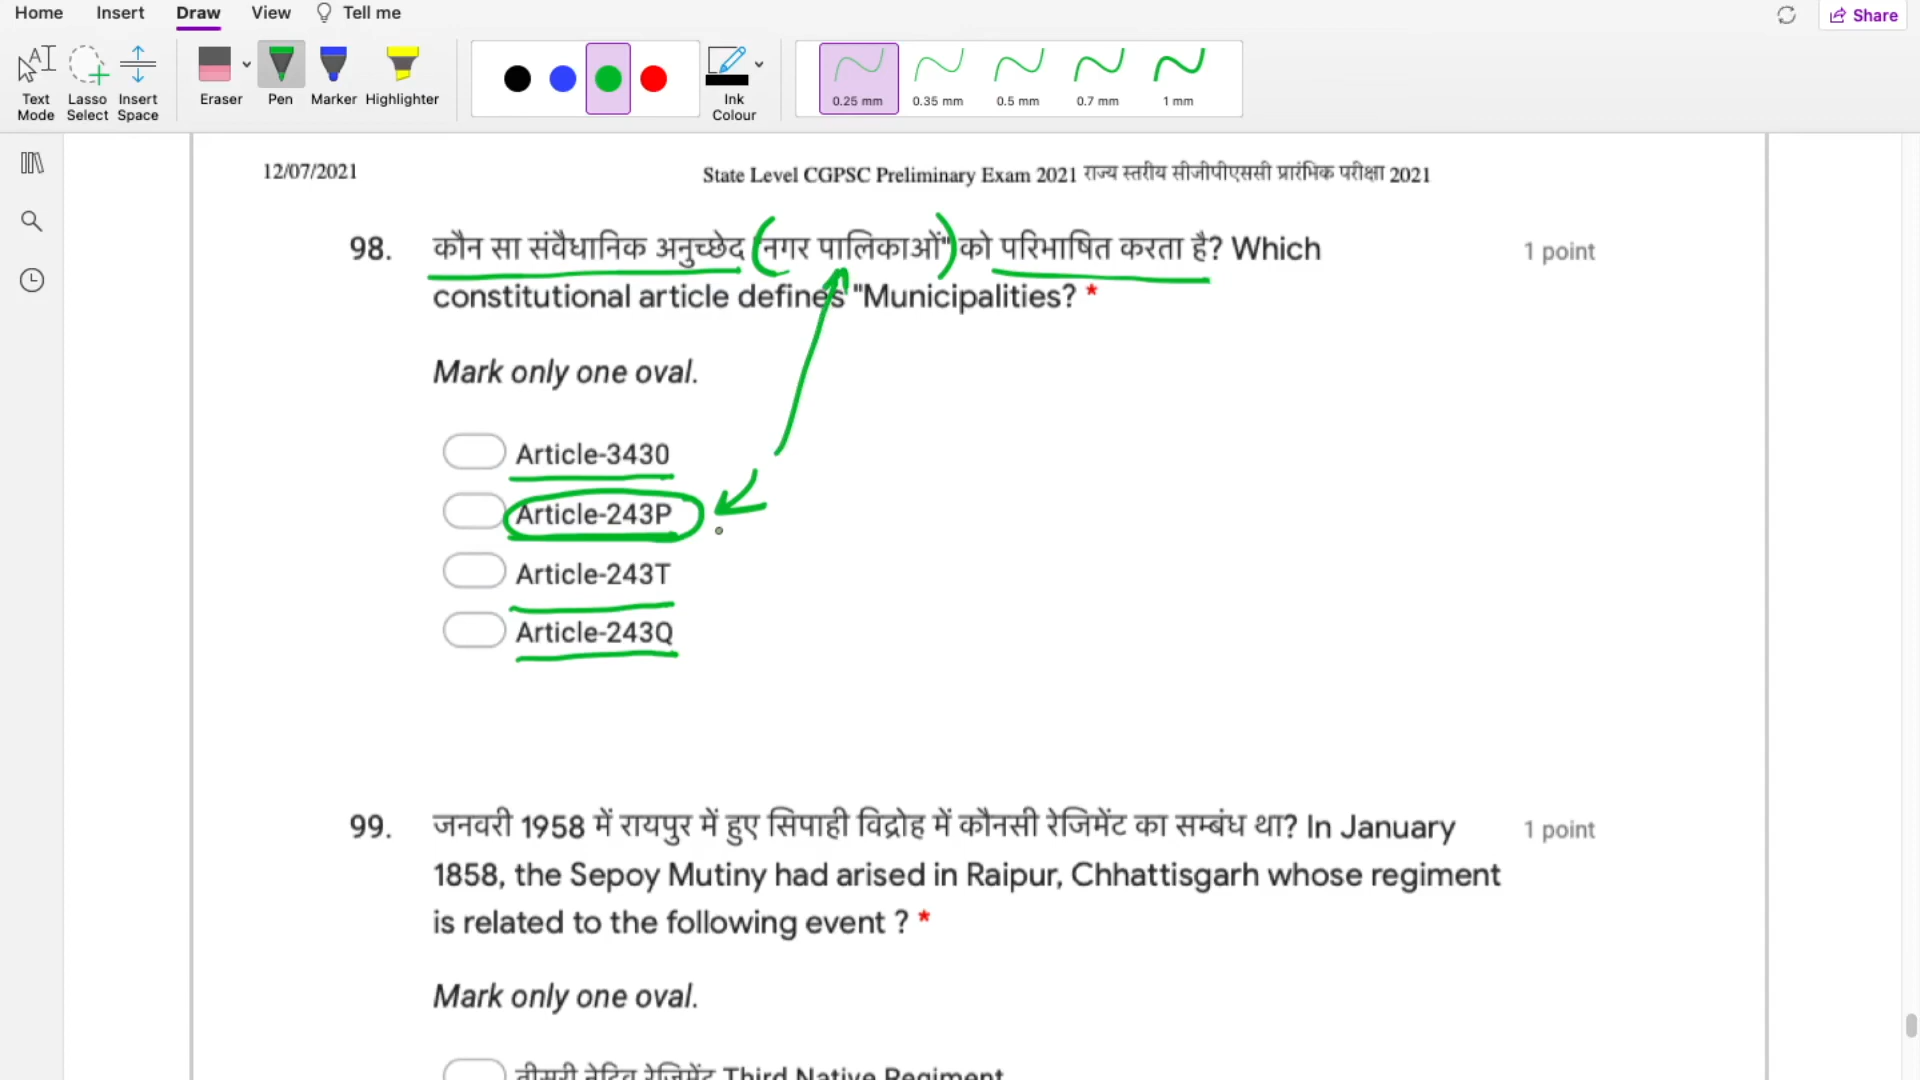 Home Insert Draw View Tell me Share
Text Mode Lasso Select Insert Space Eraser Pen Marker Highlighter Ink Colour 0.25 mm 0.35 mm 0.5 mm 0.7 mm 1 mm
12/07/2021 State Level CGPSC Preliminary Exam 2021 राज्य स्तरीय सीजीपीएससी प्रारंभिक परीक्षा 2021
98. कौन सा संवैधानिक अनुच्छेद "नगर पालिकाओं" को परिभाषित करता है? Which 1 point
constitutional article defines "Municipalities? *
Mark only one oval.
Article-3430
Article-243P
Article-243T
Article-243Q
99. जनवरी 1958 में रायपुर में हुए सिपाही विद्रोह में कौनसी रेजिमेंट का सम्बंध था? In January 1 point
1858, the Sepoy Mutiny had arised in Raipur, Chhattisgarh whose regiment
is related to the following event ? *
Mark only one oval.
तीसरी नेटिव रेजिमेंट Third Native Regiment